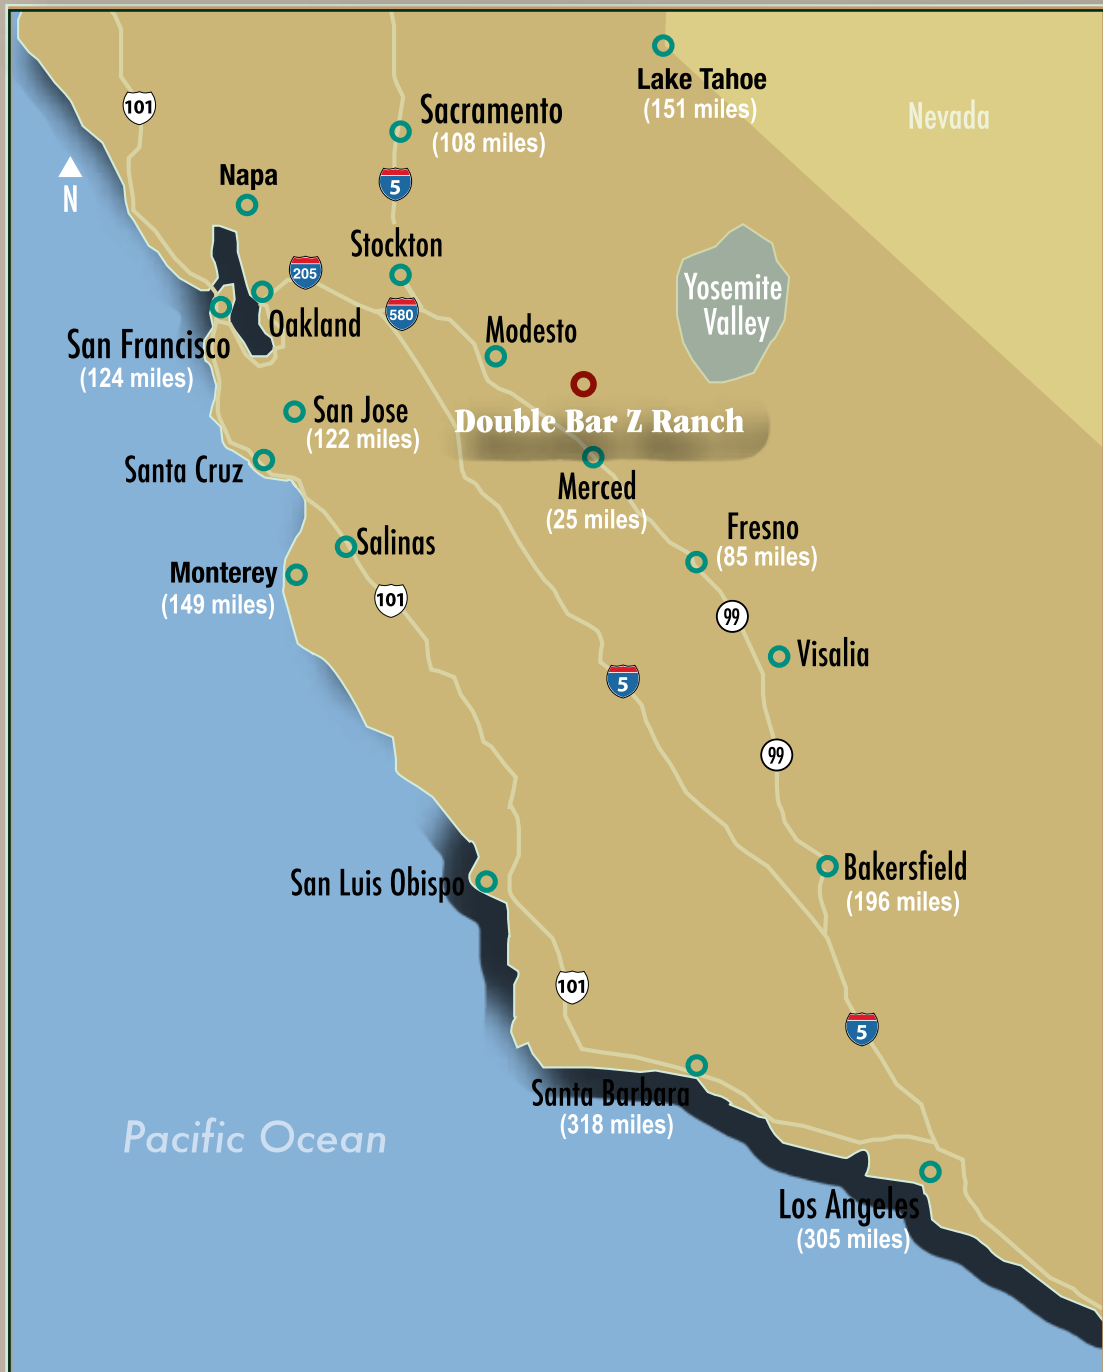 Lake Tahoe
(151 miles)
Nevada
101
Sacramento
(108 miles)
N
Napa
5
Stockton
205
580
Oakland
Yosemite
Valley
San Francisco
(124 miles)
Modesto
Double Bar Z Ranch
San Jose
(122 miles)
Santa Cruz
Merced
(25 miles)
Fresno
(85 miles)
Salinas
Monterey
(149 miles)
101
99
Visalia
5
99
San Luis Obispo
Bakersfield
(196 miles)
101
5
Santa Barbara
(318 miles)
Pacific Ocean
Los Angeles
(305 miles)